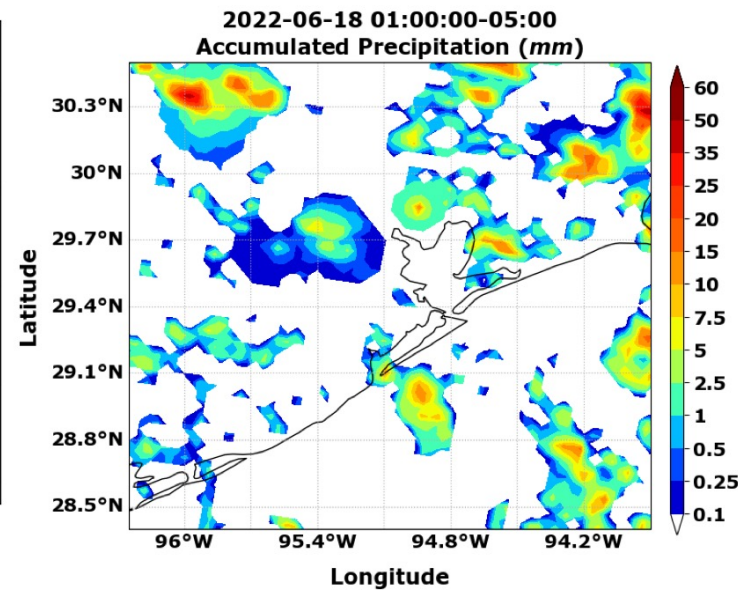 2022-06-18 01:00:00-05:00
Accumulated Precipitation (mm)
30.3°N
30°N
29.7°N
29.4°N
29.1°N
28.8°N
28.5°N
Latitude
96°W 95.4°W 94.8°W 94.2°W
Longitude
60
50
35
25
20
15
10
7.5
5
2.5
1
0.5
0.25
0.1